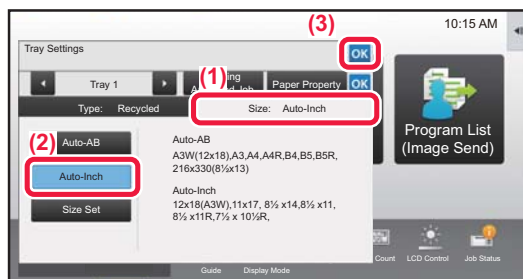 (3)
10:15 AM
Tray Settings
OK
(1)
Tray 1
Paper Property
OK
Type: Recycled
Size: Auto-Inch
Program List
(Image Send)
(2)
Auto-AB
Auto-AB
A3W(12x18),A3,A4,A4R,B4,B5,B5R,
216x330(8½x13)
Auto-Inch
Auto-Inch
12x18(A3W),11x17, 8½ x14,8½ x11,
8½ x11R,7½ x 10½R,
Size Set
Count
LCD Control
Job Status
Guide
Display Mode